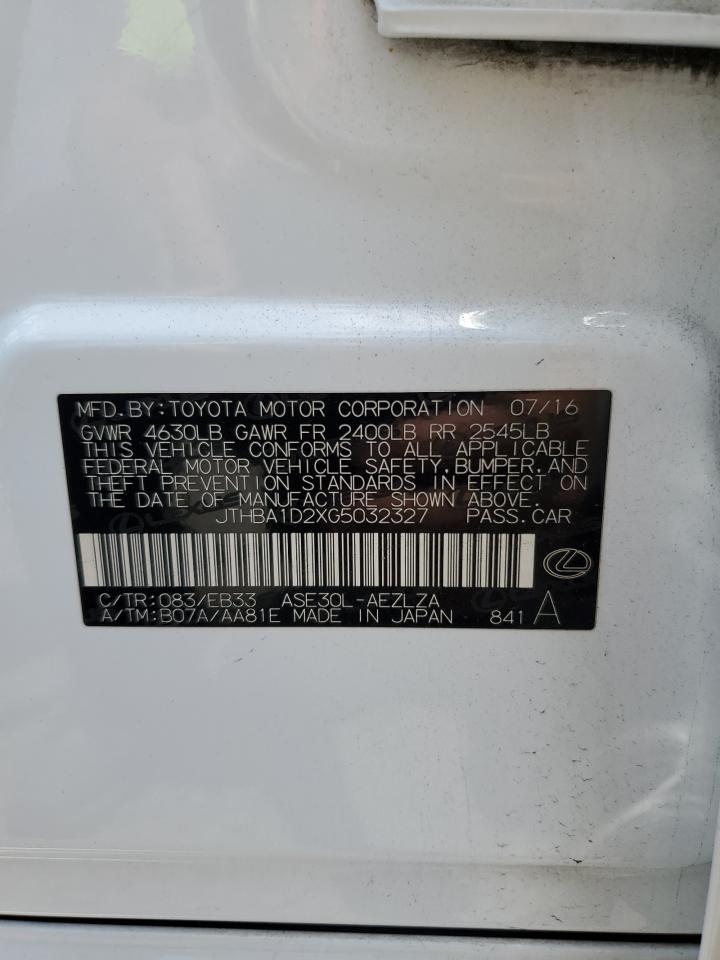 MFD.BY:TOYOTA MOTOR CORPORATION 07/16
GVWR 4630LB GAWR FR 2400LB RR 2545LB
THIS VEHICLE CONFORMS TO ALL APPLICABLE
FEDERAL MOTOR VEHICLE SAFETY,BUMPER,AND
THEFT PREVENTION STANDARDS IN EFFECT ON
THE DATE OF MANUFACTURE SHOWN ABOVE.
JTHBA1D2XG5032327 PASS.CAR
C/TR:083/EB33 ASE30L-AEZLZA
A/TM:B07A/AA81E MADE IN JAPAN 841 A